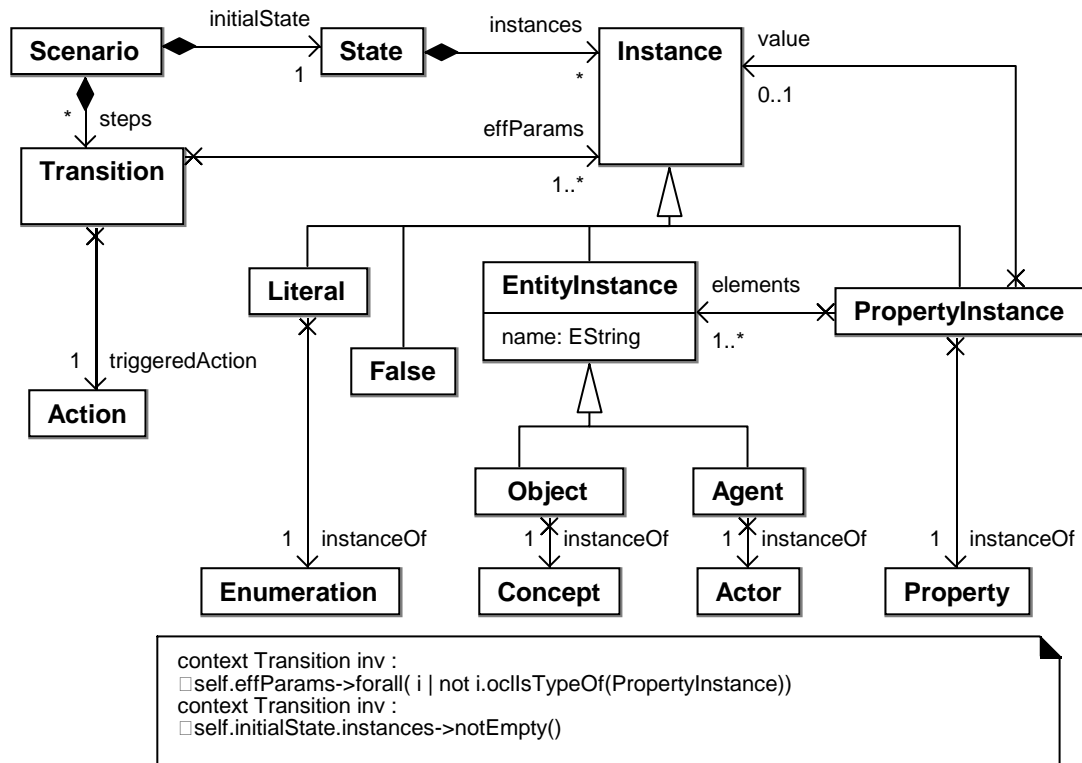 initialState
instances
value
Scenario
State
Instance
1
*
0..1
*
steps
effParams
Transition
1..*
Literal
EntityInstance
elements
PropertyInstance
name: EString
1..*
False
1
triggeredAction
Action
Object
Agent
1
instanceOf
1
instanceOf
1
instanceOf
1
instanceOf
Enumeration
Concept
Actor
Property
context Transition inv :
□self.effParams->forall( i | not i.oclIsTypeOf(PropertyInstance))
context Transition inv :
□self.initialState.instances->notEmpty()